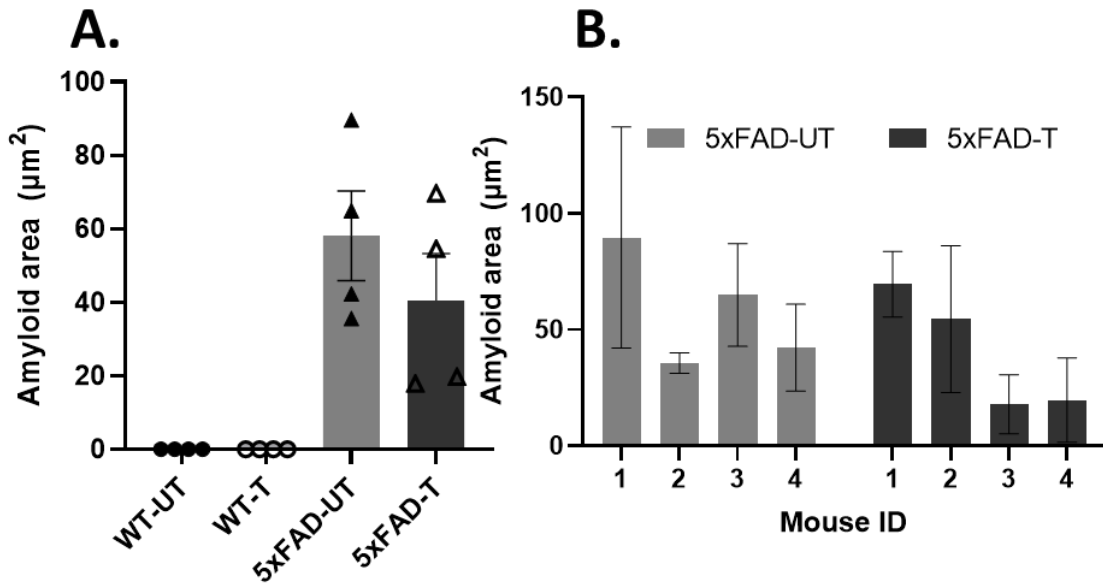 A.
Amyloid area (µm²)
100
80
60
40
20
0
WT-UT
WT-T
5xFAD-UT
5xFAD-T
B.
Amyloid area (µm²)
150
100
50
0
5xFAD-UT 5xFAD-T
1 2 3 4 1 2 3 4
Mouse ID